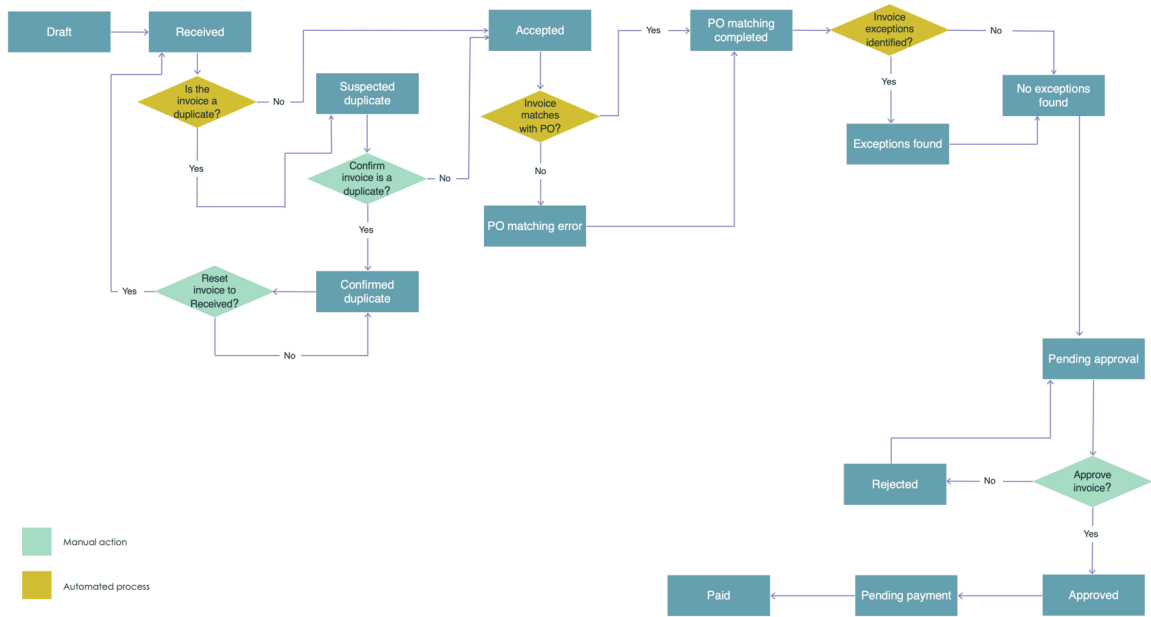 Draft
Received
Accepted
PO matching
completed
Invoice
exceptions
identified?
Yes
No
Is the
invoice a
duplicate?
No
Suspected
duplicate
Invoice
matches
with PO?
Yes
No exceptions
found
Exceptions found
Yes
Confirm
invoice is a
duplicate?
No
No
Yes
PO matching error
Reset
invoice to
Received?
Yes
Confirmed
duplicate
No
Pending approval
Rejected
No
Approve
invoice?
Yes
Manual action
Automated process
Paid
Pending payment
Approved